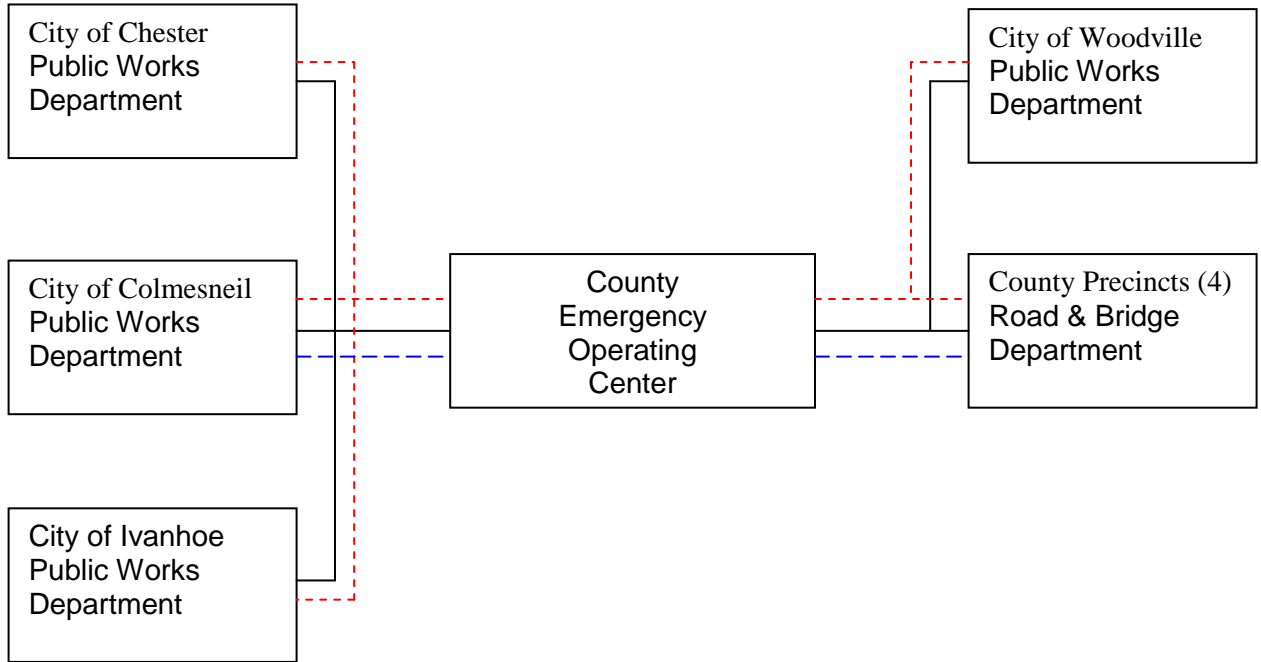 City of Chester
Public Works
Department
City of Woodville
Public Works
Department
City of Colmesneil
Public Works
Department
County
Emergency
Operating
Center
County Precincts (4)
Road & Bridge
Department
City of Ivanhoe
Public Works
Department